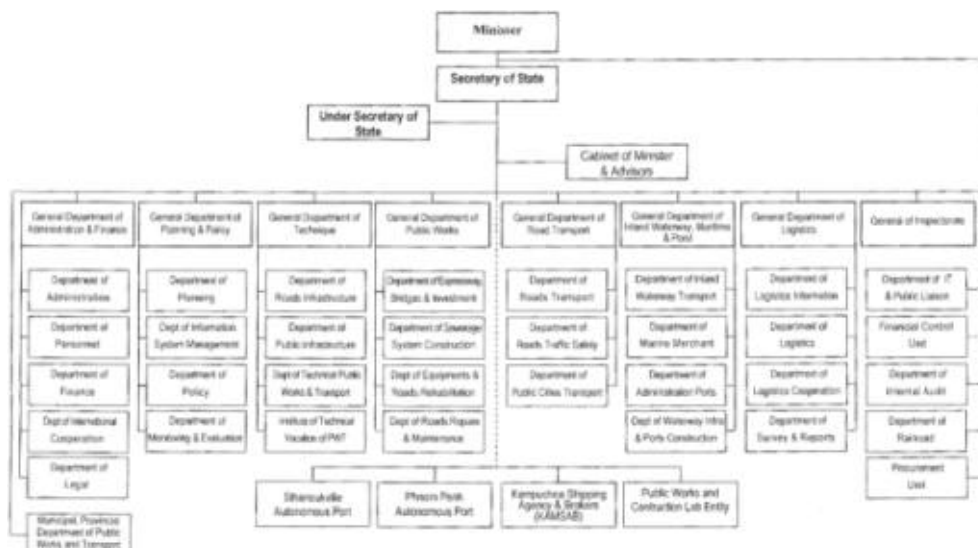 Minister
Secretary of State
Under Secretary of
State
Cabinet of Minister
& Advisors
General Department of
Administration & Finance
General Department of
Planning & Policy
General Department of
Technique
General Department of
Public Works
General Department of
Road Transport
General Department of
Inland Waterway, Maritime
& Ports
General Department of
Logistics
General of Inspectorate
Department of
Administration
Department of
Personnel
Department of
Finance
Dept of International
Cooperation
Department of
Legal
Department of
Planning
Dept of Information
System Management
Department of
Policy
Department of
Monitoring & Evaluation
Department of
Roads Infrastructure
Department of
Public Infrastructure
Dept of Technical Public
Works & Transport
Institute of Technical
Vocation of PWT
Department of Expressway,
Bridges & Investment
Department of Sewerage
System Construction
Dept of Equipments &
Roads Rehabilitation
Dept of Roads Repairs
& Maintenance
Department of
Roads Transport
Department of
Roads Traffic Safety
Department of
Public Cities Transport
Department of Inland
Waterway Transport
Department of
Marine Merchant
Department of
Administration Ports
Dept of Waterway Infra
& Ports Construction
Department of
Logistics Information
Department of
Logistics
Department of
Logistics Cooperation
Department of
Survey & Reports
Department of IT
& Public Liaison
Financial Control
Unit
Department of
Internal Audit
Department of
Railroad
Procurement
Unit
Sihanoukville
Autonomous Port
Phnom Penh
Autonomous Port
Kampuchea Shipping
Agency & Brokers
(KAMSAB)
Public Works and
Contraction Lab Entity
Municipal, Provincial
Department of Public
Works and Transport